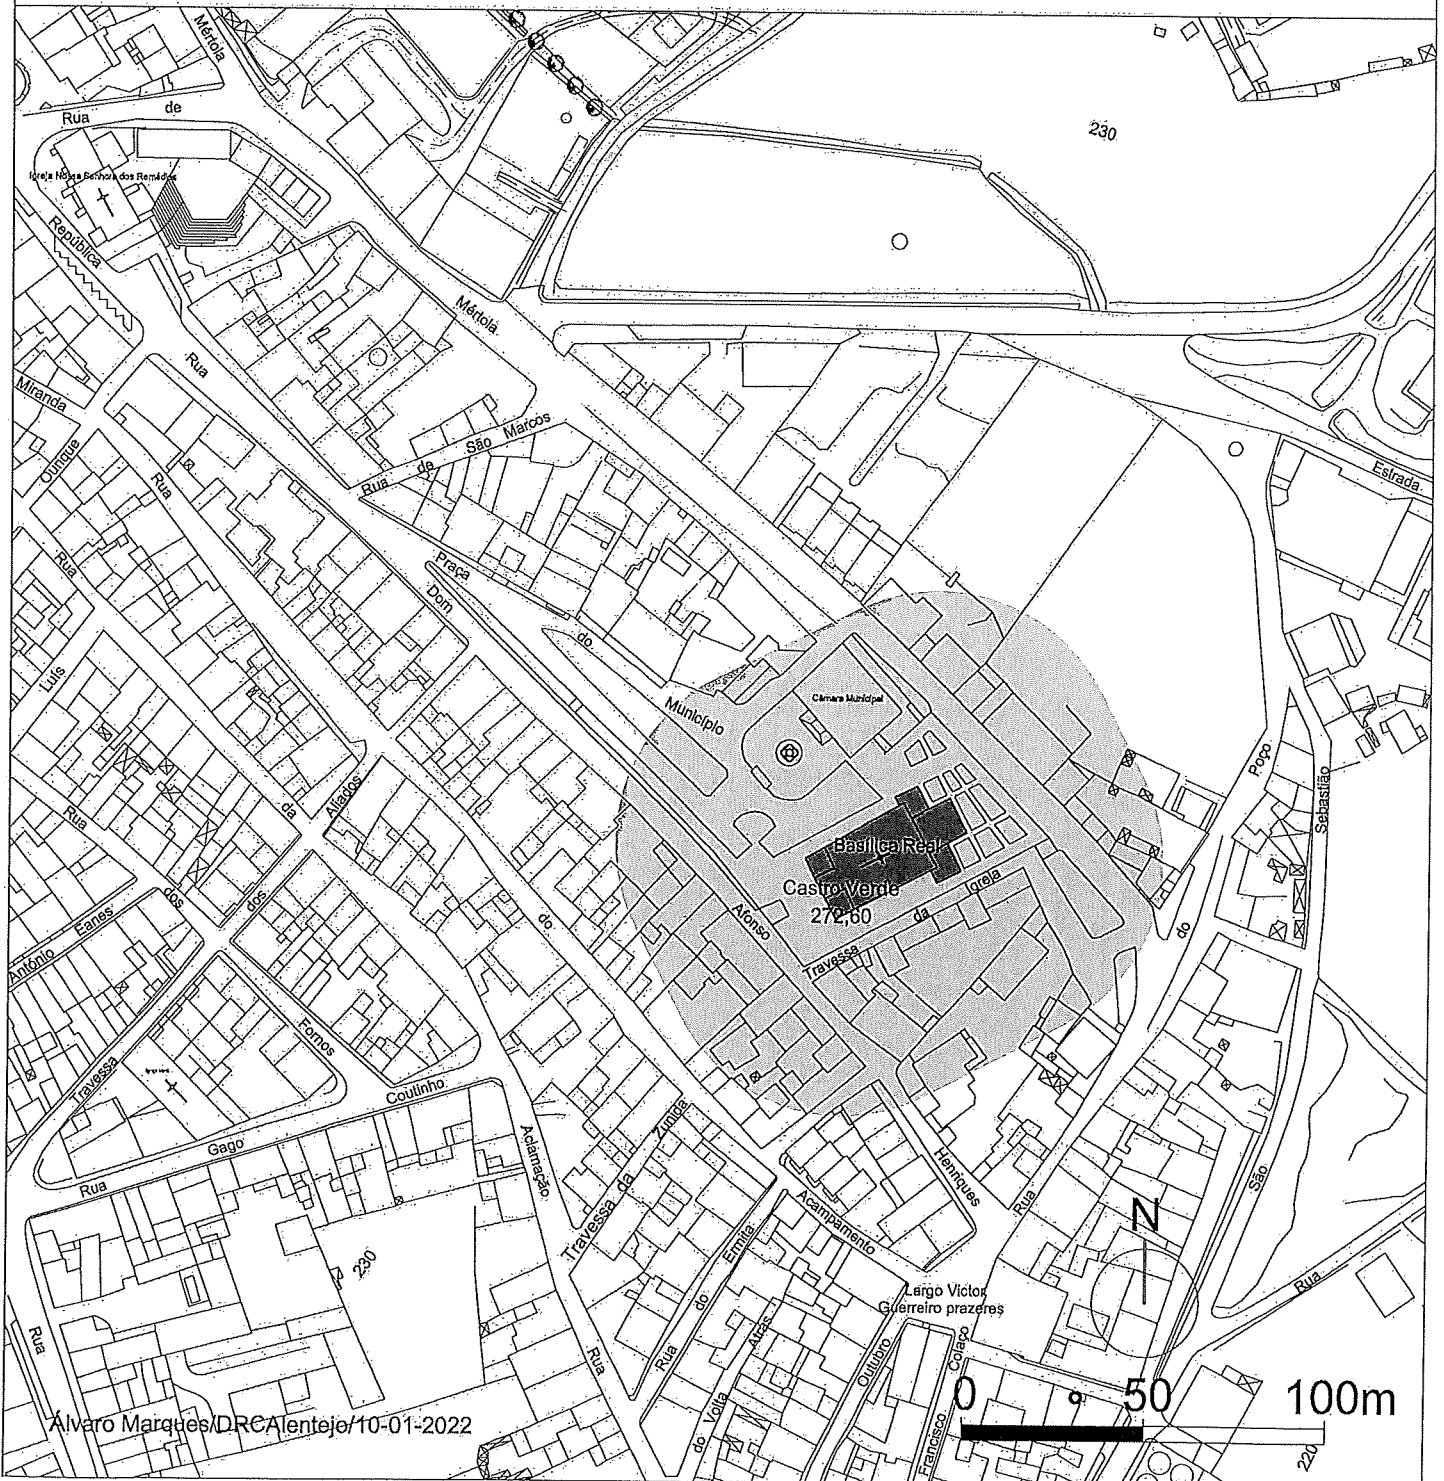 Mértola
de
Rua
230
Igreja Nossa Senhora dos Remédios
República
Mértola
Rua
Miranda
Ourique
Rua de São Marcos
Rua
Estrada
Praça
do
Município
Dom
Rua
Luís
Câmara Municipal
Poço
Sebastião
Rua
da
Aliados
dos
dos
Basílica Real
Castro Verde
272,60
Travessa da Igreja
Afonso
do
do
António Eanes
Fornos
Travessa
Coutinho
Gago
Rua
Aclamação
Travessa da Zunida
Henriques
Rua
São
N
Acampamento
Ermita
do
Rua
230
Largo Victor
Guerreiro prazeres
Rua
Rua
Rua
Atrás
Volta
do
Outubro
Colaço
Francisco
0 50 100m
220
Álvaro Marques/DRCAlentejo/10-01-2022